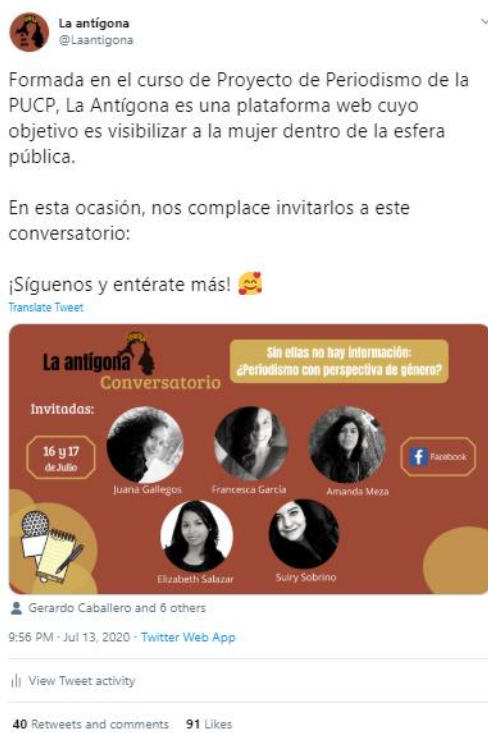 La antígona
@Laantigona
Formada en el curso de Proyecto de Periodismo de la
PUCP, La Antígona es una plataforma web cuyo
objetivo es visibilizar a la mujer dentro de la esfera
pública.
En esta ocasión, nos complace invitarlos a este
conversatorio:
¡Síguenos y entérate más! 🥰
Translate Tweet
La antígona
Conversatorio
Sin ellas no hay información:
¿Periodismo con perspectiva de género?
Invitadas:
16 y 17
de Julio
Facebook
Juana Gallegos
Francesca García
Amanda Meza
Elizabeth Salazar
Suiry Sobrino
Gerardo Caballero and 6 others
9:56 PM · Jul 13, 2020 · Twitter Web App
View Tweet activity
40 Retweets and comments 91 Likes